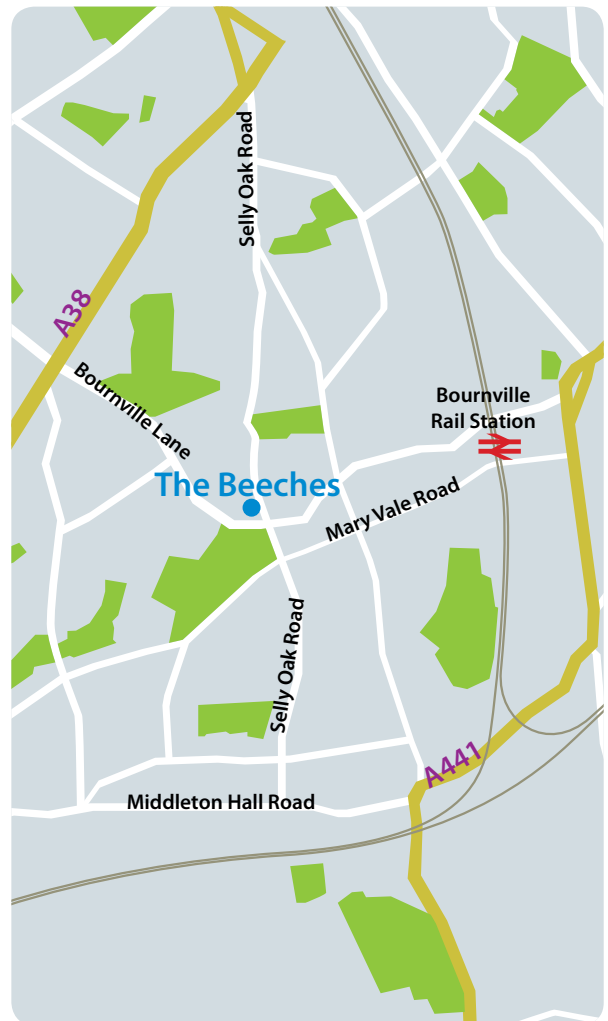 Selly Oak Road
A38
Bournville Lane
Bournville
Rail Station
The Beeches
Mary Vale Road
Selly Oak Road
A441
Middleton Hall Road